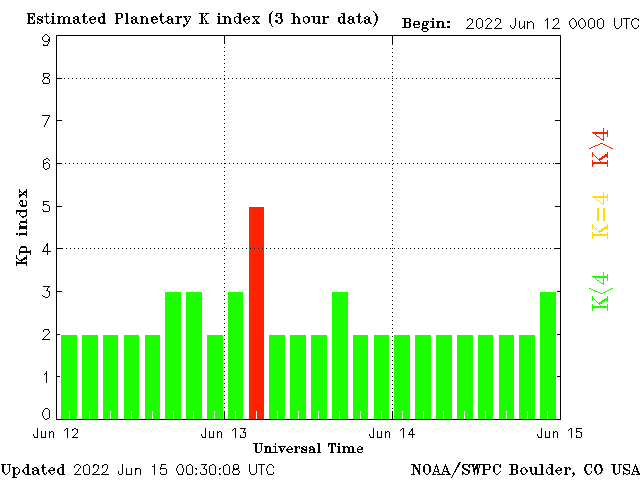 Estimated Planetary K index (3 hour data) Begin: 2022 Jun 12 0000 UTC
9
8
7
6
5
4
3
2
1
0
Kp index
K>4
K=4
K<4
Jun 12 Jun 13 Jun 14 Jun 15
Universal Time
Updated 2022 Jun 15 00:30:08 UTC NOAA/SWPC Boulder, CO USA